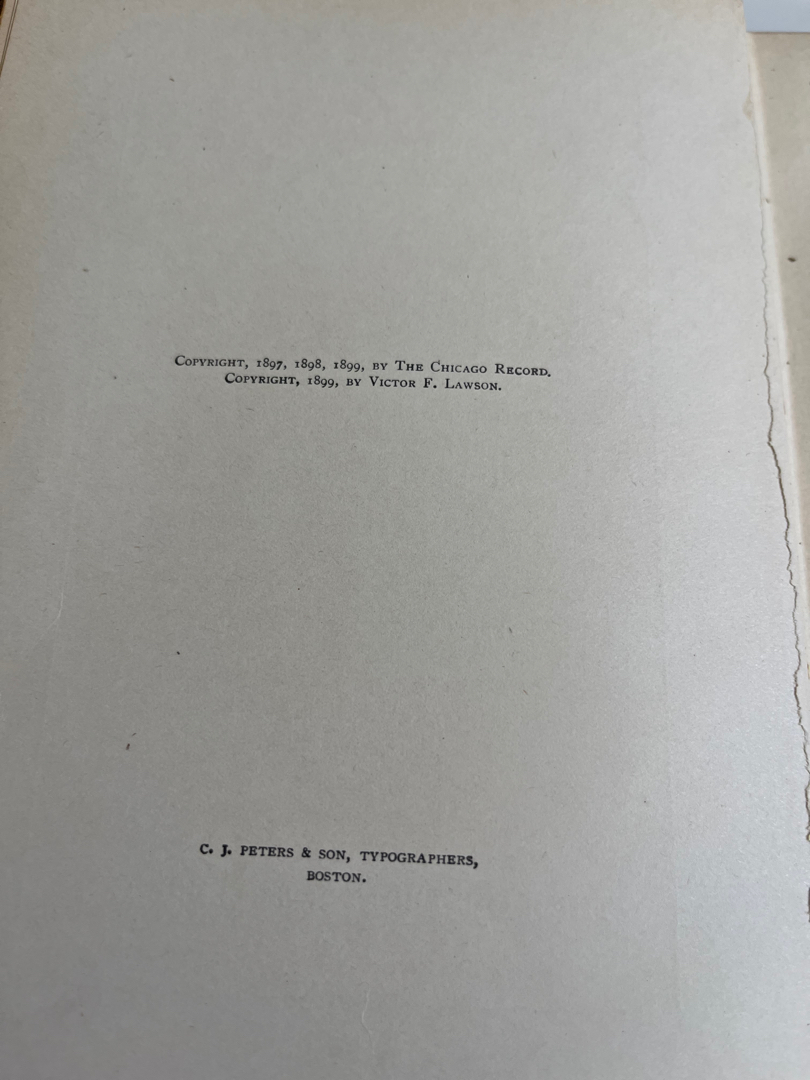 Copyright, 1897, 1898, 1899, by The Chicago Record.
Copyright, 1899, by Victor F. Lawson.
C. J. PETERS & SON, TYPOGRAPHERS,
BOSTON.